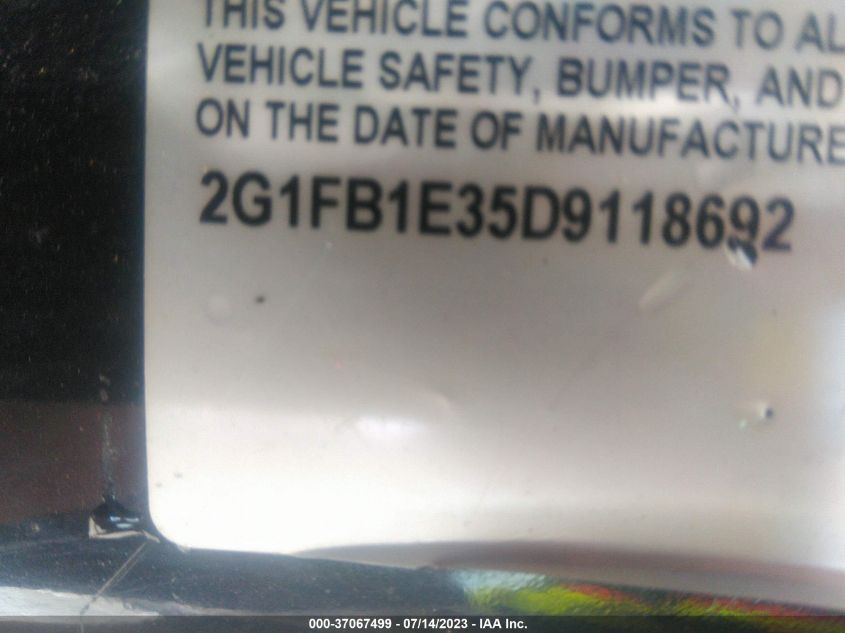 THIS VEHICLE CONFORMS TO AL
VEHICLE SAFETY, BUMPER, AND
ON THE DATE OF MANUFACTURE
2G1FB1E35D9118692
000-37067499 - 07/14/2023 - IAA Inc.